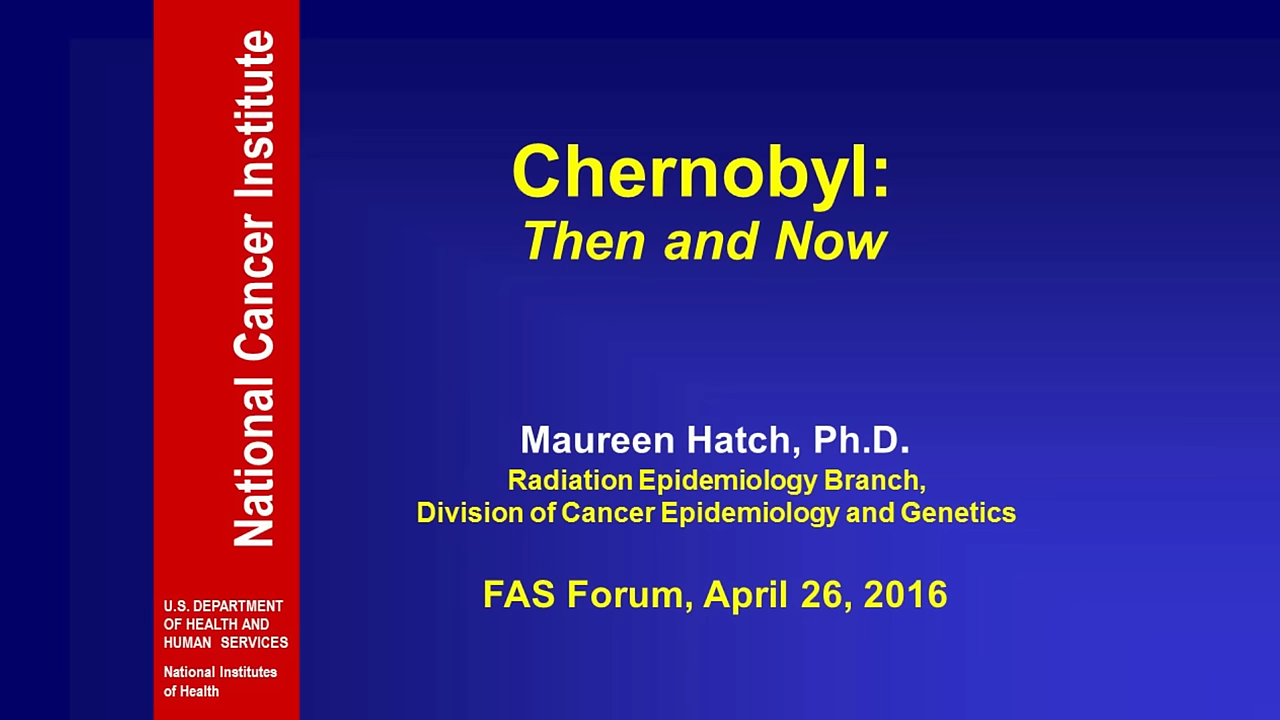 National Cancer Institute
U.S. DEPARTMENT
OF HEALTH AND
HUMAN SERVICES
National Institutes
of Health
Chernobyl:
Then and Now
Maureen Hatch, Ph.D.
Radiation Epidemiology Branch,
Division of Cancer Epidemiology and Genetics
FAS Forum, April 26, 2016